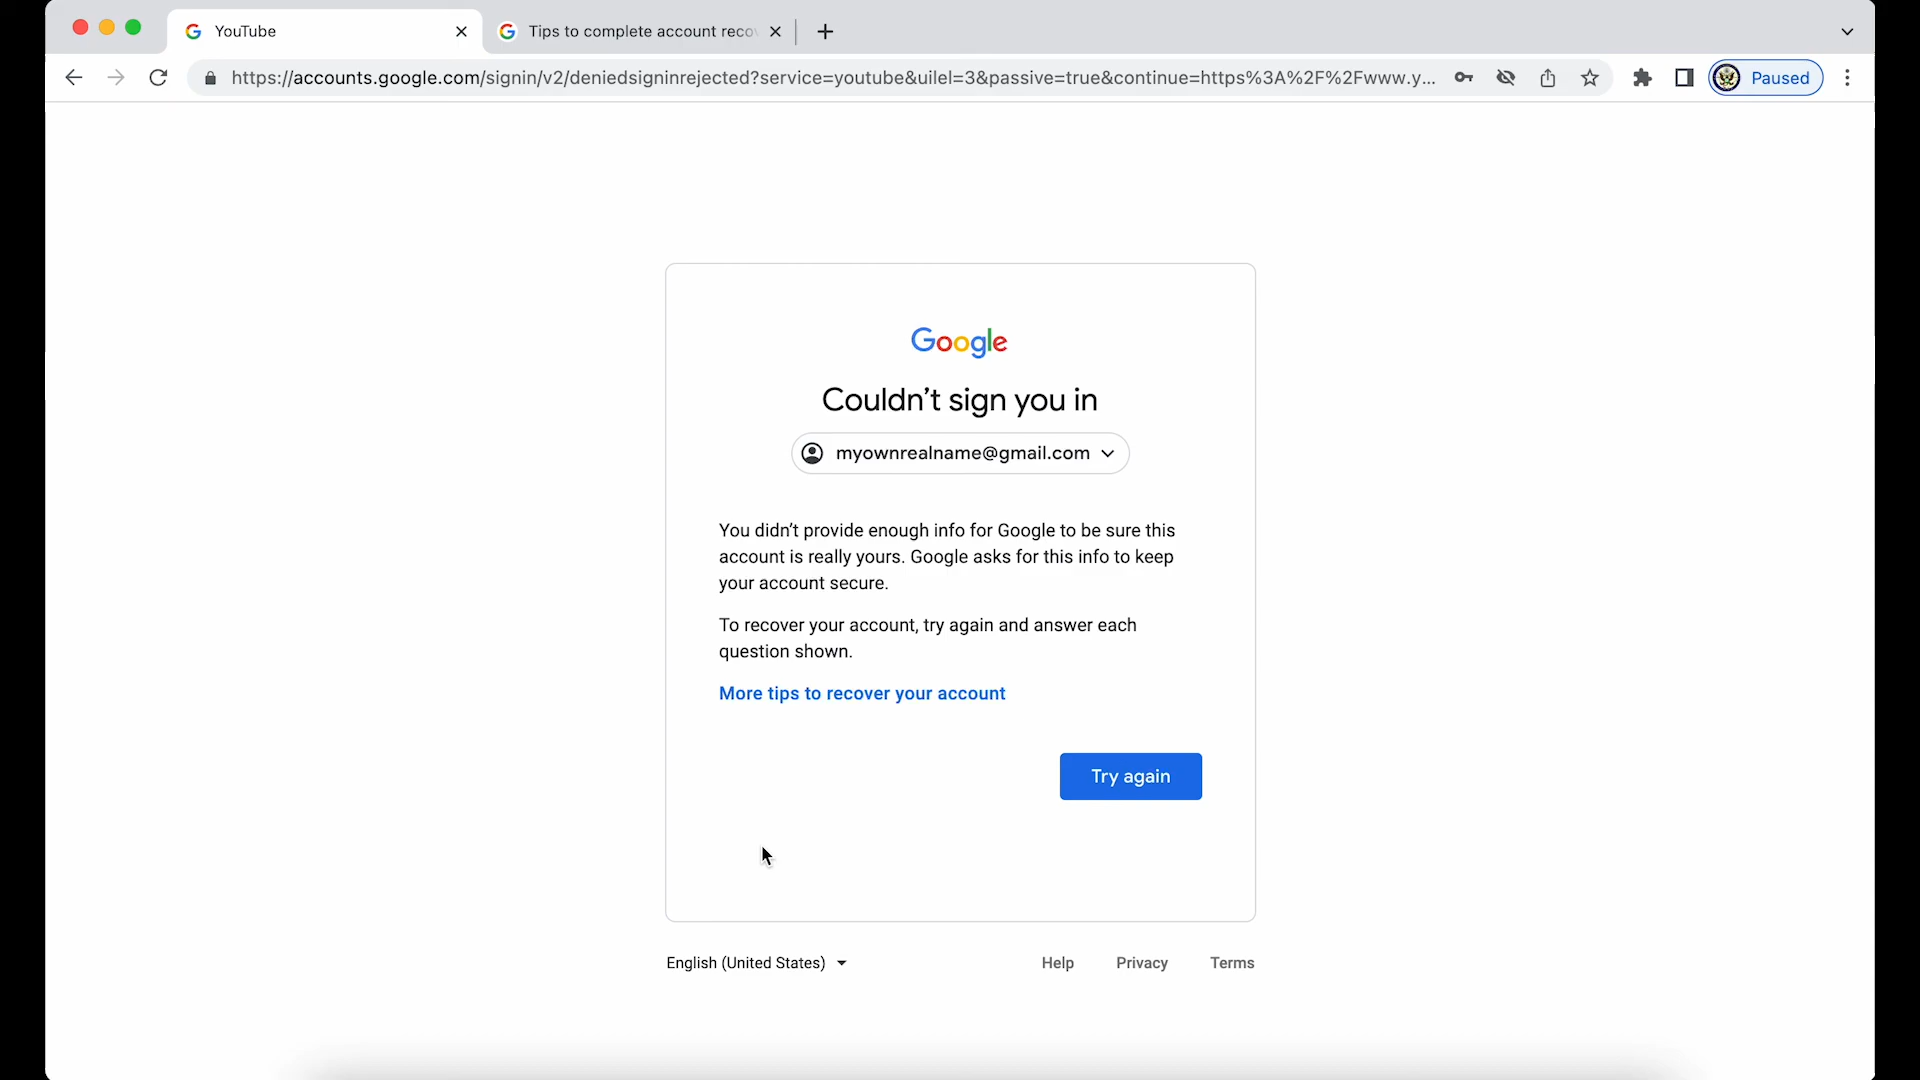 YouTube
Tips to complete account reco
https://accounts.google.com/signin/v2/deniedsigninrejected?service=youtube&uilel=3&passive=true&continue=https%3A%2F%2Fwww.y...
Paused
Google
Couldn’t sign you in
myownrealname@gmail.com
You didn’t provide enough info for Google to be sure this
account is really yours. Google asks for this info to keep
your account secure.
To recover your account, try again and answer each
question shown.
More tips to recover your account
Try again
English (United States)
Help
Privacy
Terms